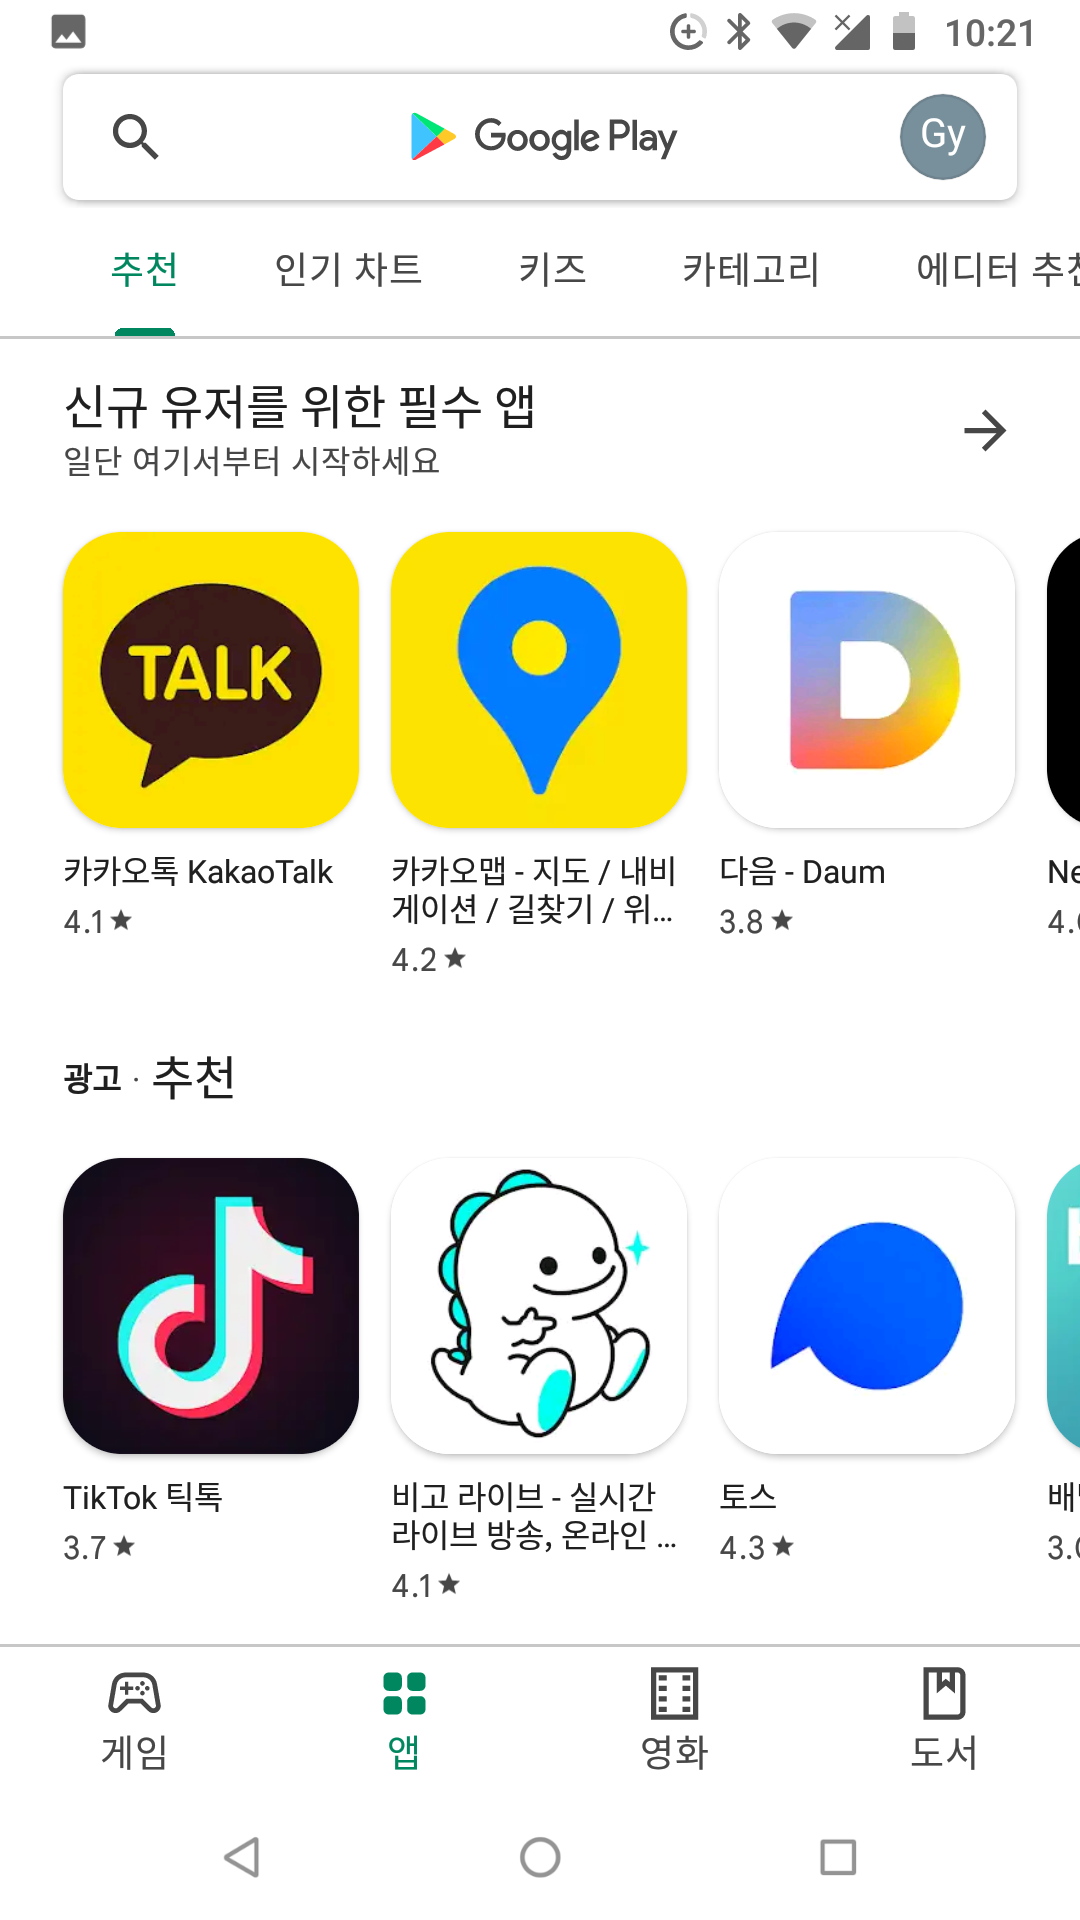 10:21
Google Play
Gy
추천
인기 차트
키즈
카테고리
에디터 추천
신규 유저를 위한 필수 앱
일단 여기서부터 시작하세요
TALK
카카오톡 KakaoTalk
4.1
카카오맵 - 지도 / 내비
게이션 / 길찾기 / 위...
4.2
다음 - Daum
3.8
Ne
4.
광고 · 추천
TikTok 틱톡
3.7
비고 라이브 - 실시간
라이브 방송, 온라인 ...
4.1
토스
4.3
3.
게임
앱
영화
도서